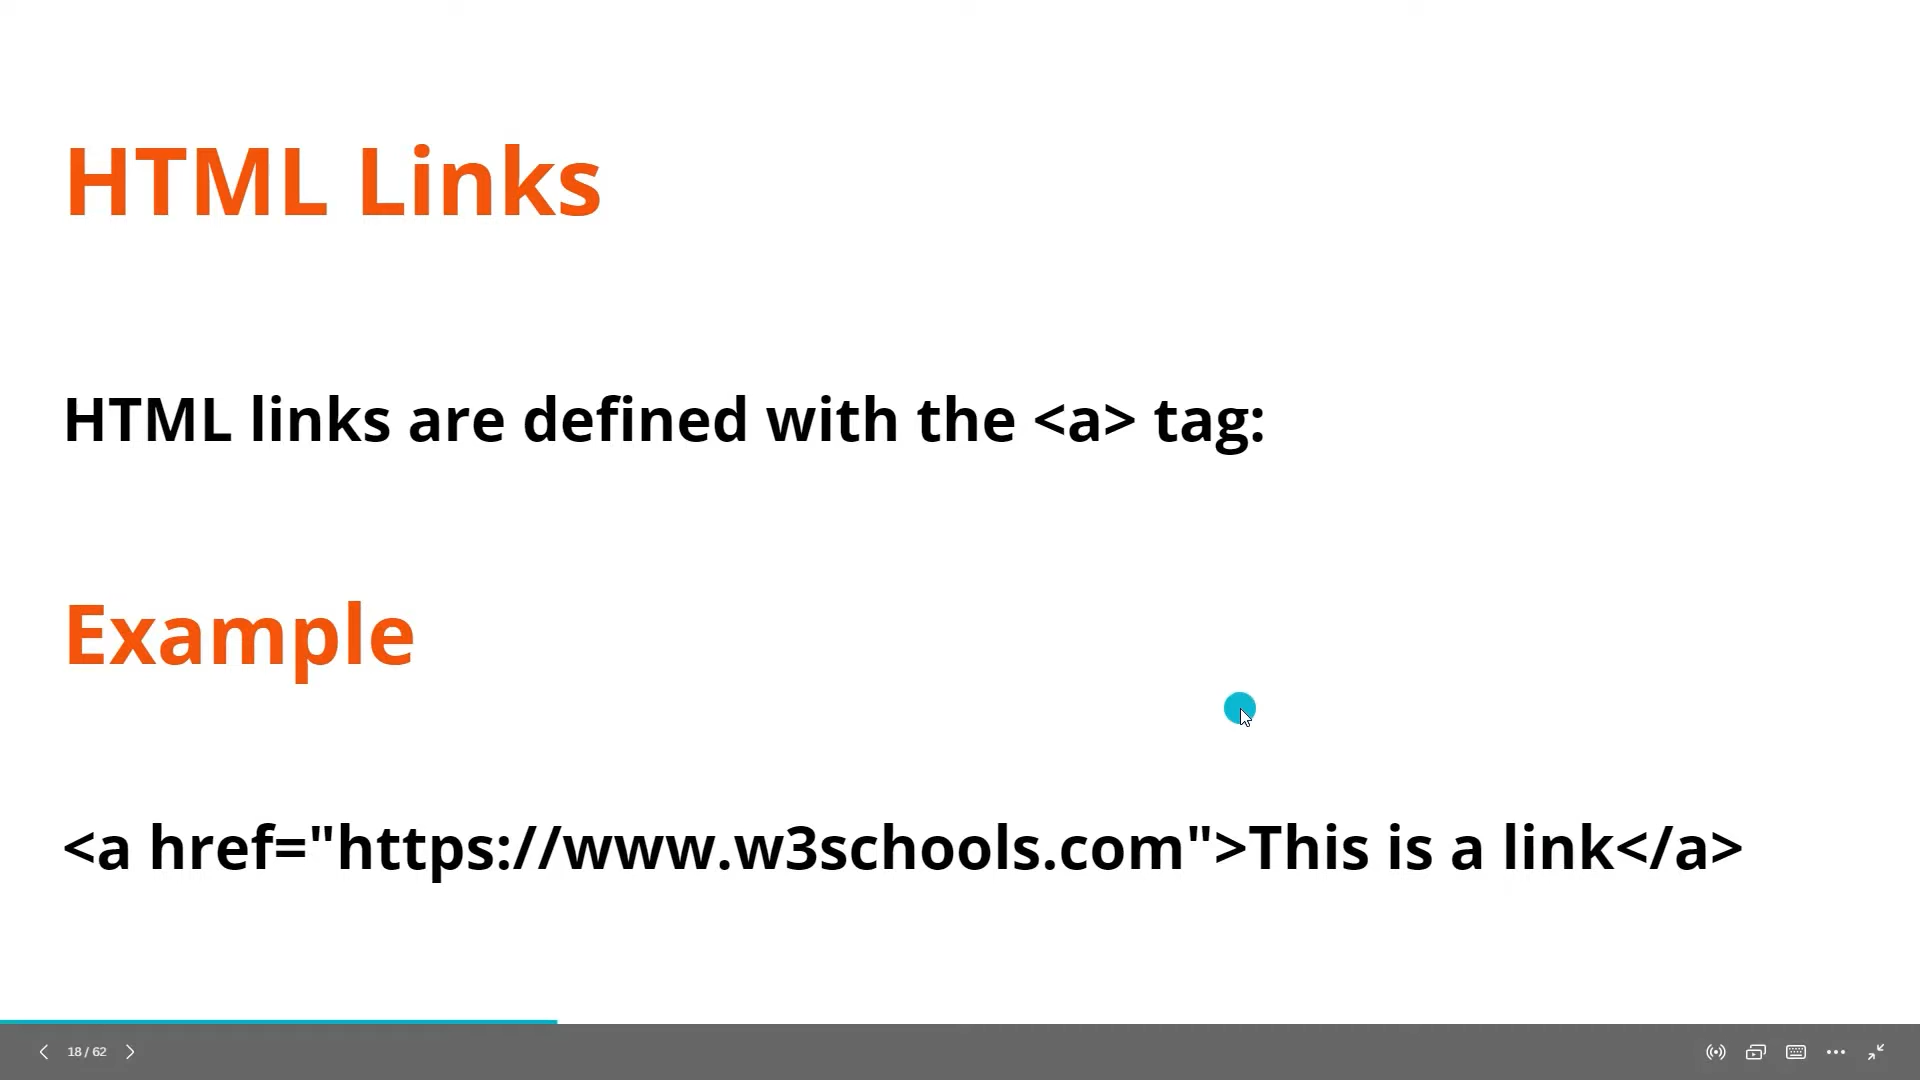 HTML Links
HTML links are defined with the <a> tag:
Example
<a href="https://www.w3schools.com">This is a link</a>
18 / 62